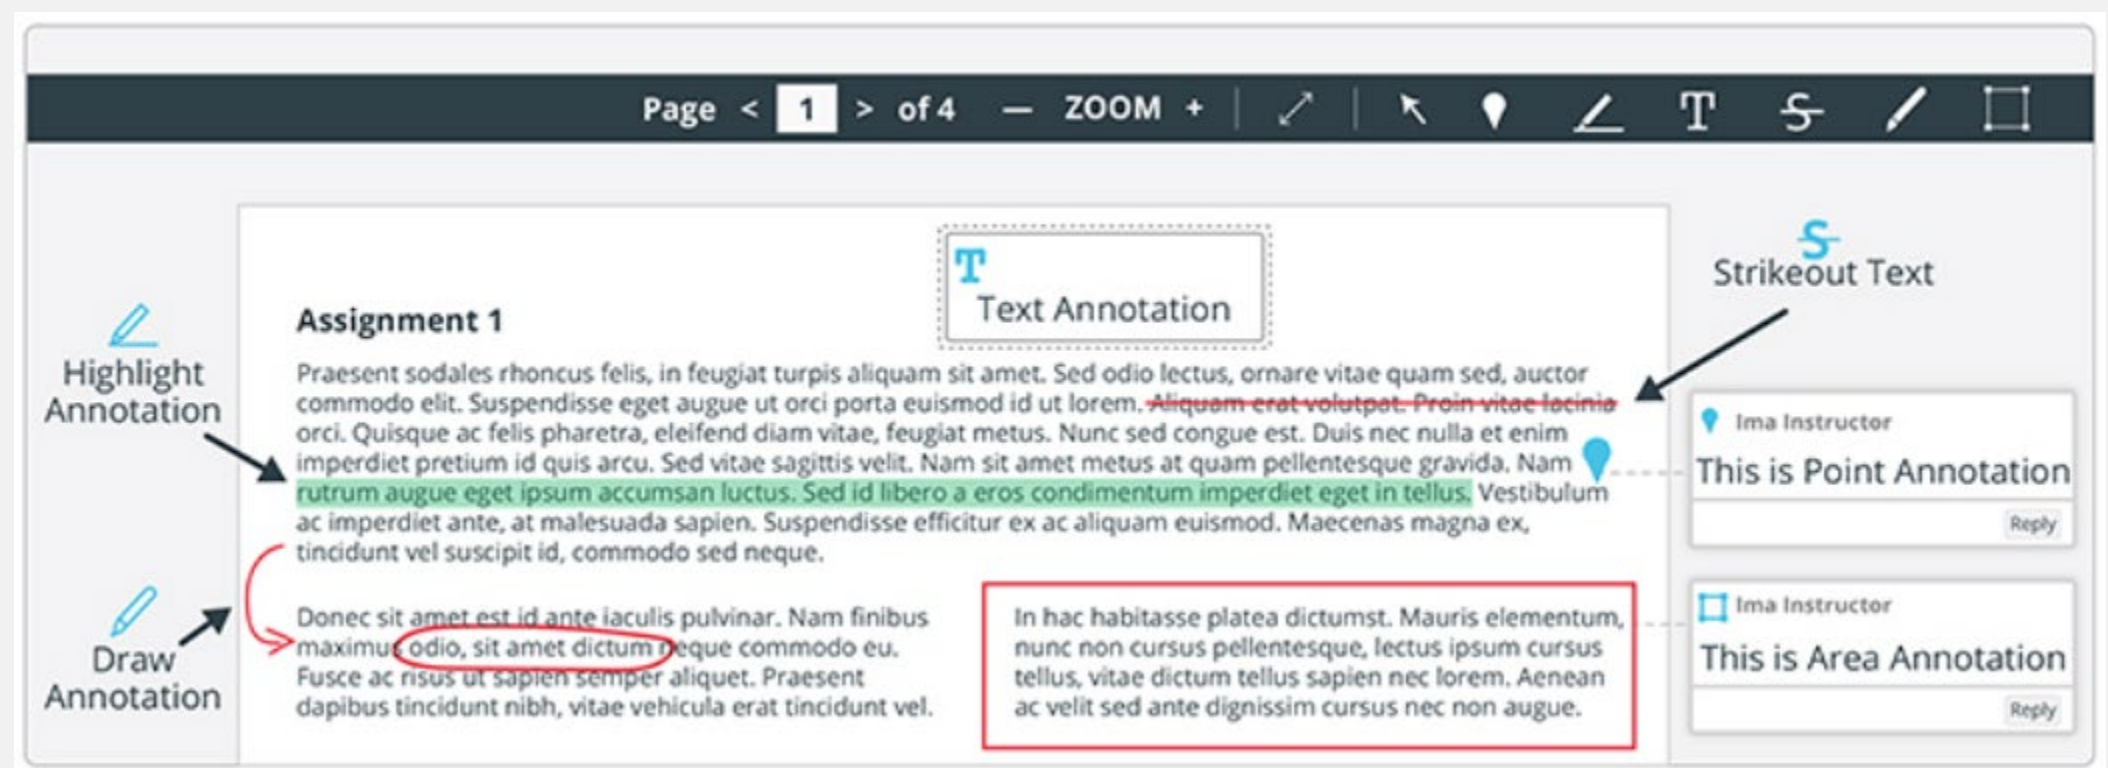 Page < 1 > of 4 — ZOOM + T S
S
Strikeout Text
T
Text Annotation
Assignment 1
Highlight
Annotation
Praesent sodales rhoncus felis, in feugiat turpis aliquam sit amet. Sed odio lectus, ornare vitae quam sed, auctor
commodo elit. Suspendisse eget augue ut orci porta euismod id ut lorem. Aliquam erat volutpat. Proin vitae lacinia
orci. Quisque ac felis pharetra, eleifend diam vitae, feugiat metus. Nunc sed congue est. Duis nec nulla et enim
imperdiet pretium id quis arcu. Sed vitae sagittis velit. Nam sit amet metus at quam pellentesque gravida. Nam
rutrum augue eget ipsum accumsan luctus. Sed id libero a eros condimentum imperdiet eget in tellus. Vestibulum
ac imperdiet ante, at malesuada sapien. Suspendisse efficitur ex ac aliquam euismod. Maecenas magna ex,
tincidunt vel suscipit id, commodo sed neque.
Ima Instructor
This is Point Annotation
Reply
Draw
Annotation
Donec sit amet est id ante iaculis pulvinar. Nam finibus
maximus odio, sit amet dictum neque commodo eu.
Fusce ac risus ut sapien semper aliquet. Praesent
dapibus tincidunt nibh, vitae vehicula erat tincidunt vel.
In hac habitasse platea dictumst. Mauris elementum,
nunc non cursus pellentesque, lectus ipsum cursus
tellus, vitae dictum tellus sapien nec lorem. Aenean
ac velit sed ante dignissim cursus nec non augue.
Ima Instructor
This is Area Annotation
Reply